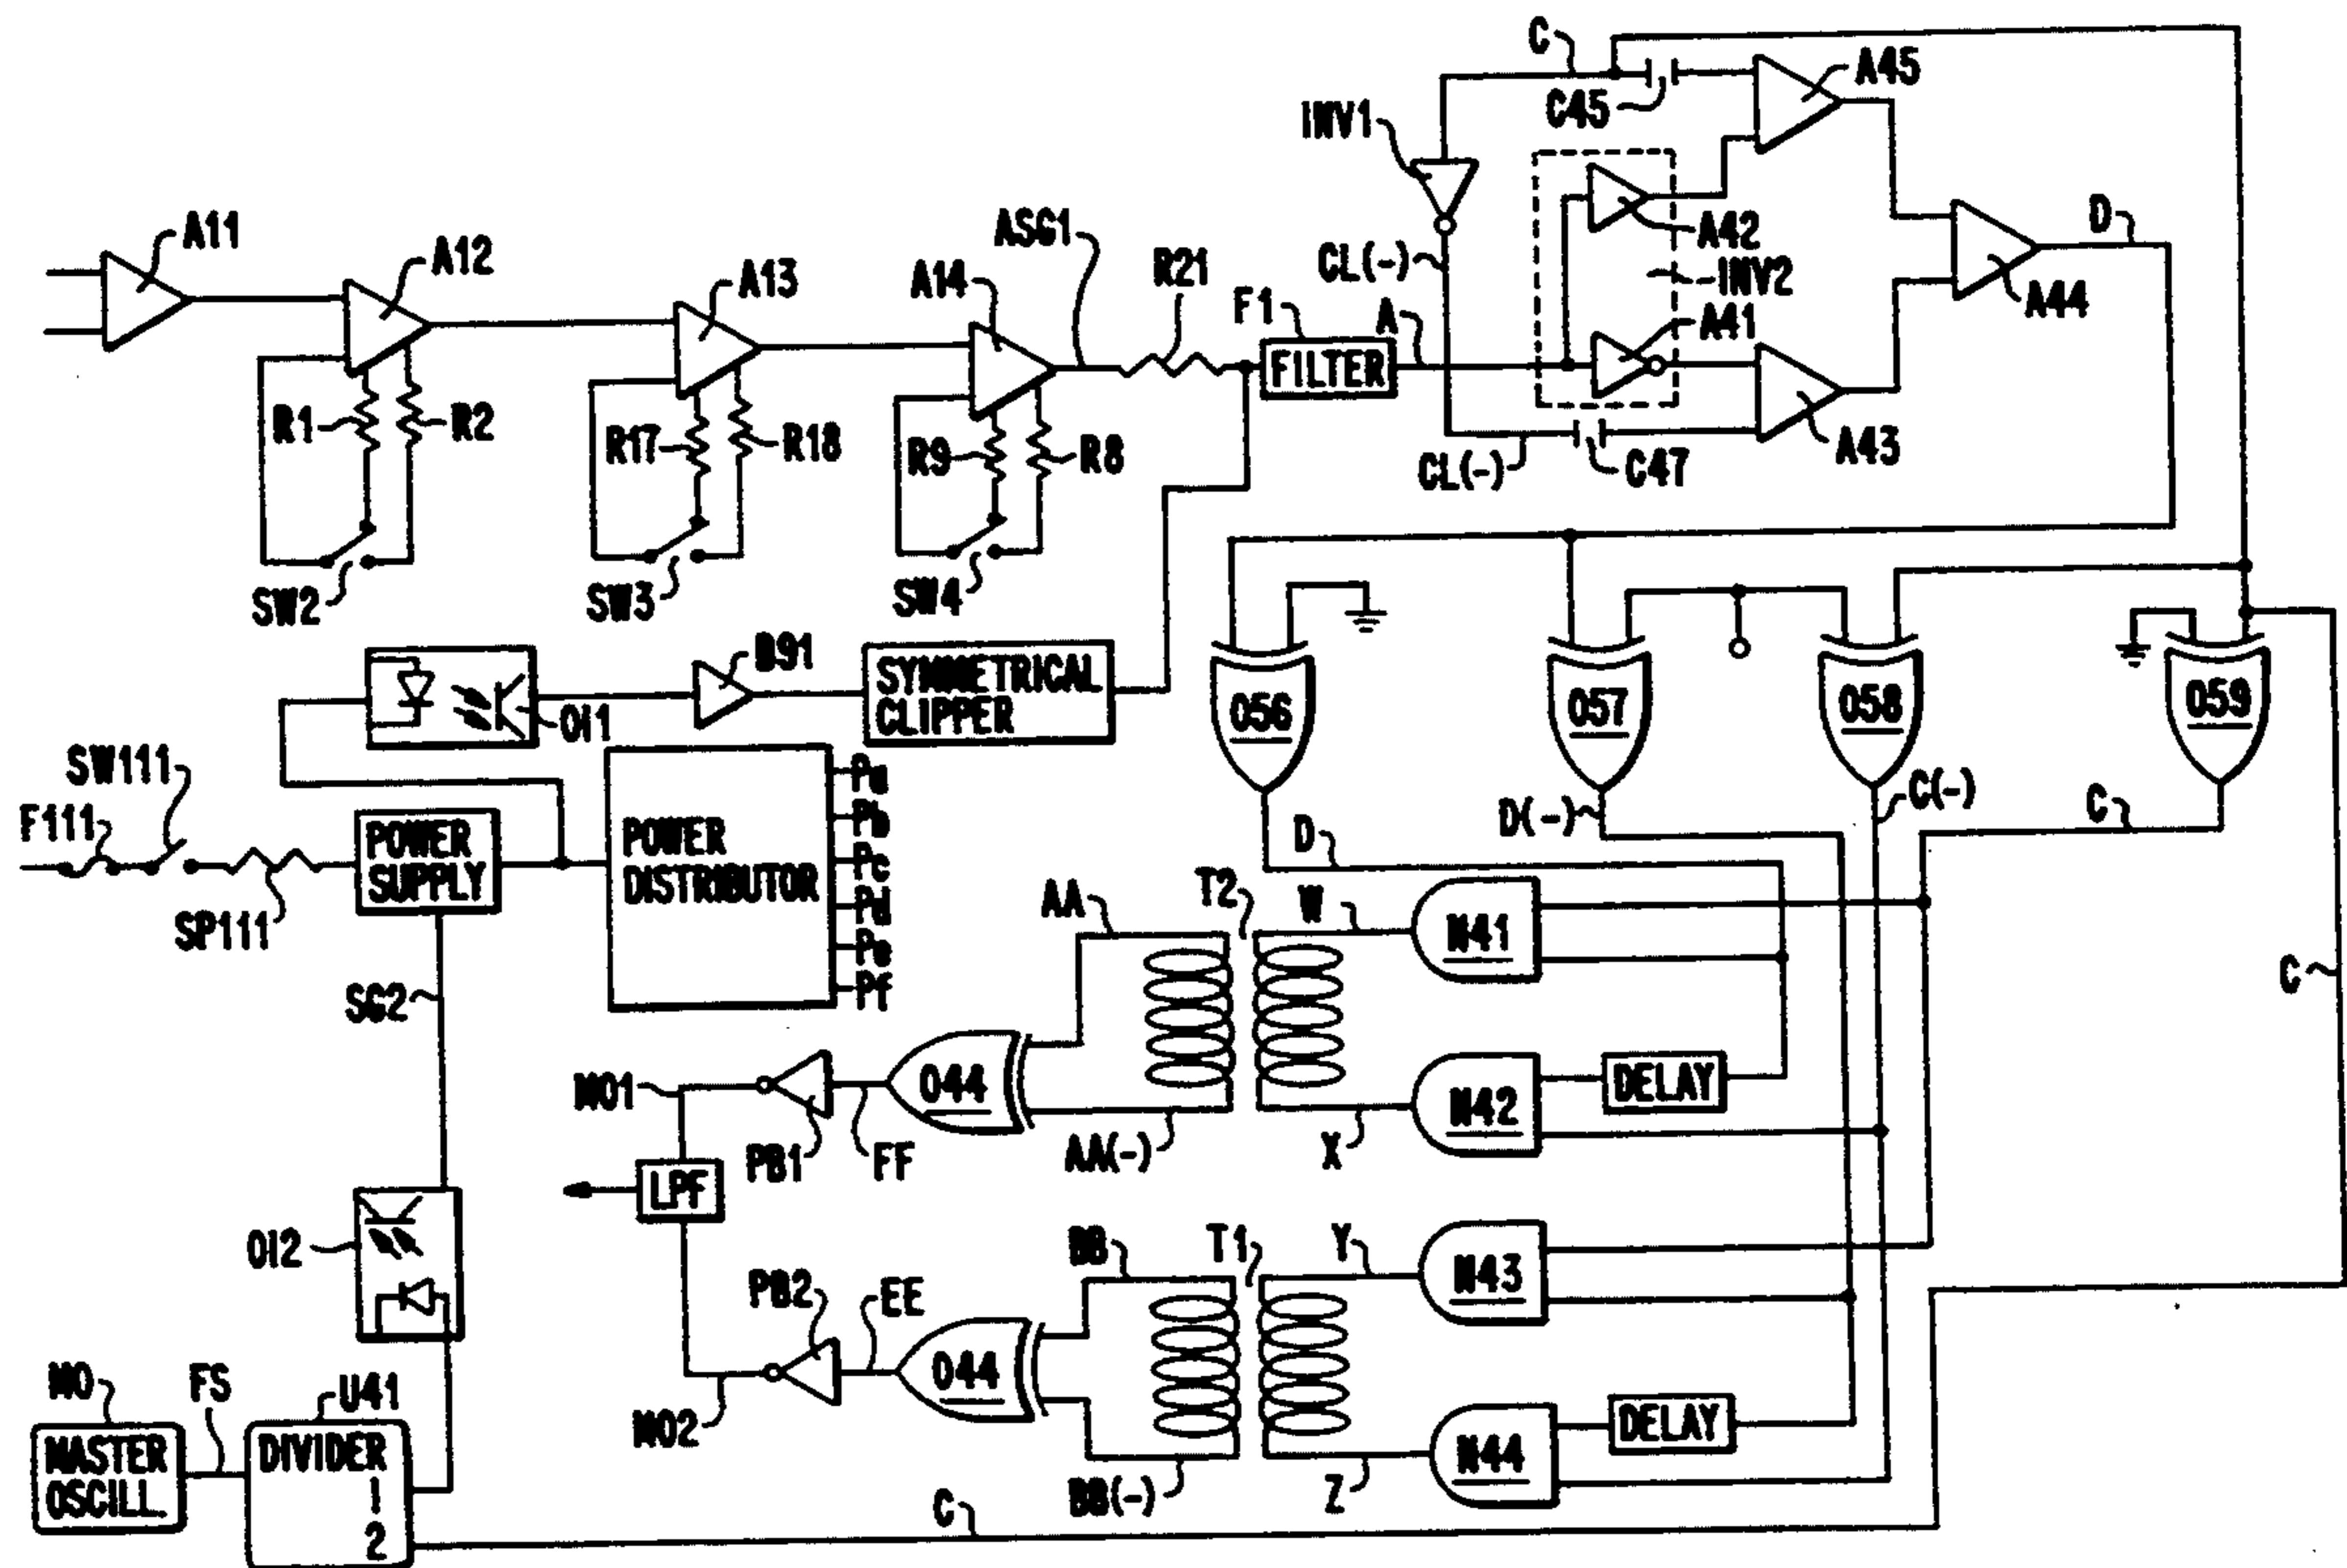 C
A45
C45
INV1
A11
A12
ASG1
A42
D
CL(-)
INV2
A13
A14
R21
F1
A
A41
A44
FILTER
R1
R2
R17
R18
R9
R8
CL(-)
C47
A43
SW2
SW3
SW4
B91
SYMMETRICAL
CLIPPER
OI1
056
057
058
059
SW111
F111
POWER
SUPPLY
POWER
DISTRIBUTOR
Pa
Pb
Pc
Pd
Pe
Pf
SP111
D
D(-)
C(-)
C
AA
T2
W
N41
C
SG2
MO1
044
N42
DELAY
PB1
FF
AA(-)
X
LPF
OI2
BB
T1
Y
N43
PB2
EE
044
MO
FS
U41
MO2
DELAY
MASTER
OSCILL.
DIVIDER
1
2
N44
BB(-)
Z
C